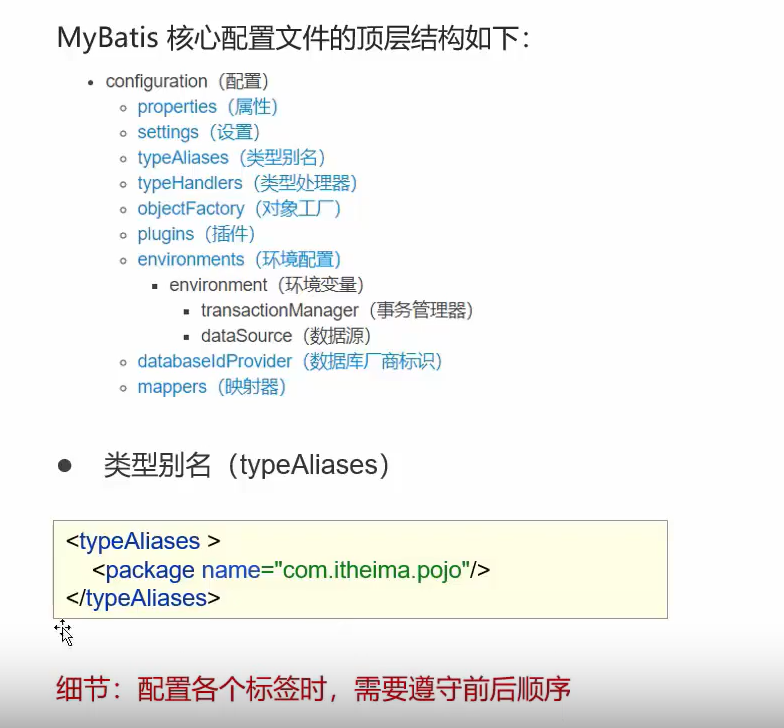 MyBatis 核心配置文件的顶层结构如下：
configuration（配置）
properties（属性）
settings（设置）
typeAliases（类型别名）
typeHandlers（类型处理器）
objectFactory（对象工厂）
plugins（插件）
environments（环境配置）
environment（环境变量）
transactionManager（事务管理器）
dataSource（数据源）
databaseIdProvider（数据库厂商标识）
mappers（映射器）
类型别名（typeAliases）
<typeAliases >
<package name="com.itheima.pojo"/>
</typeAliases>
细节：配置各个标签时，需要遵守前后顺序